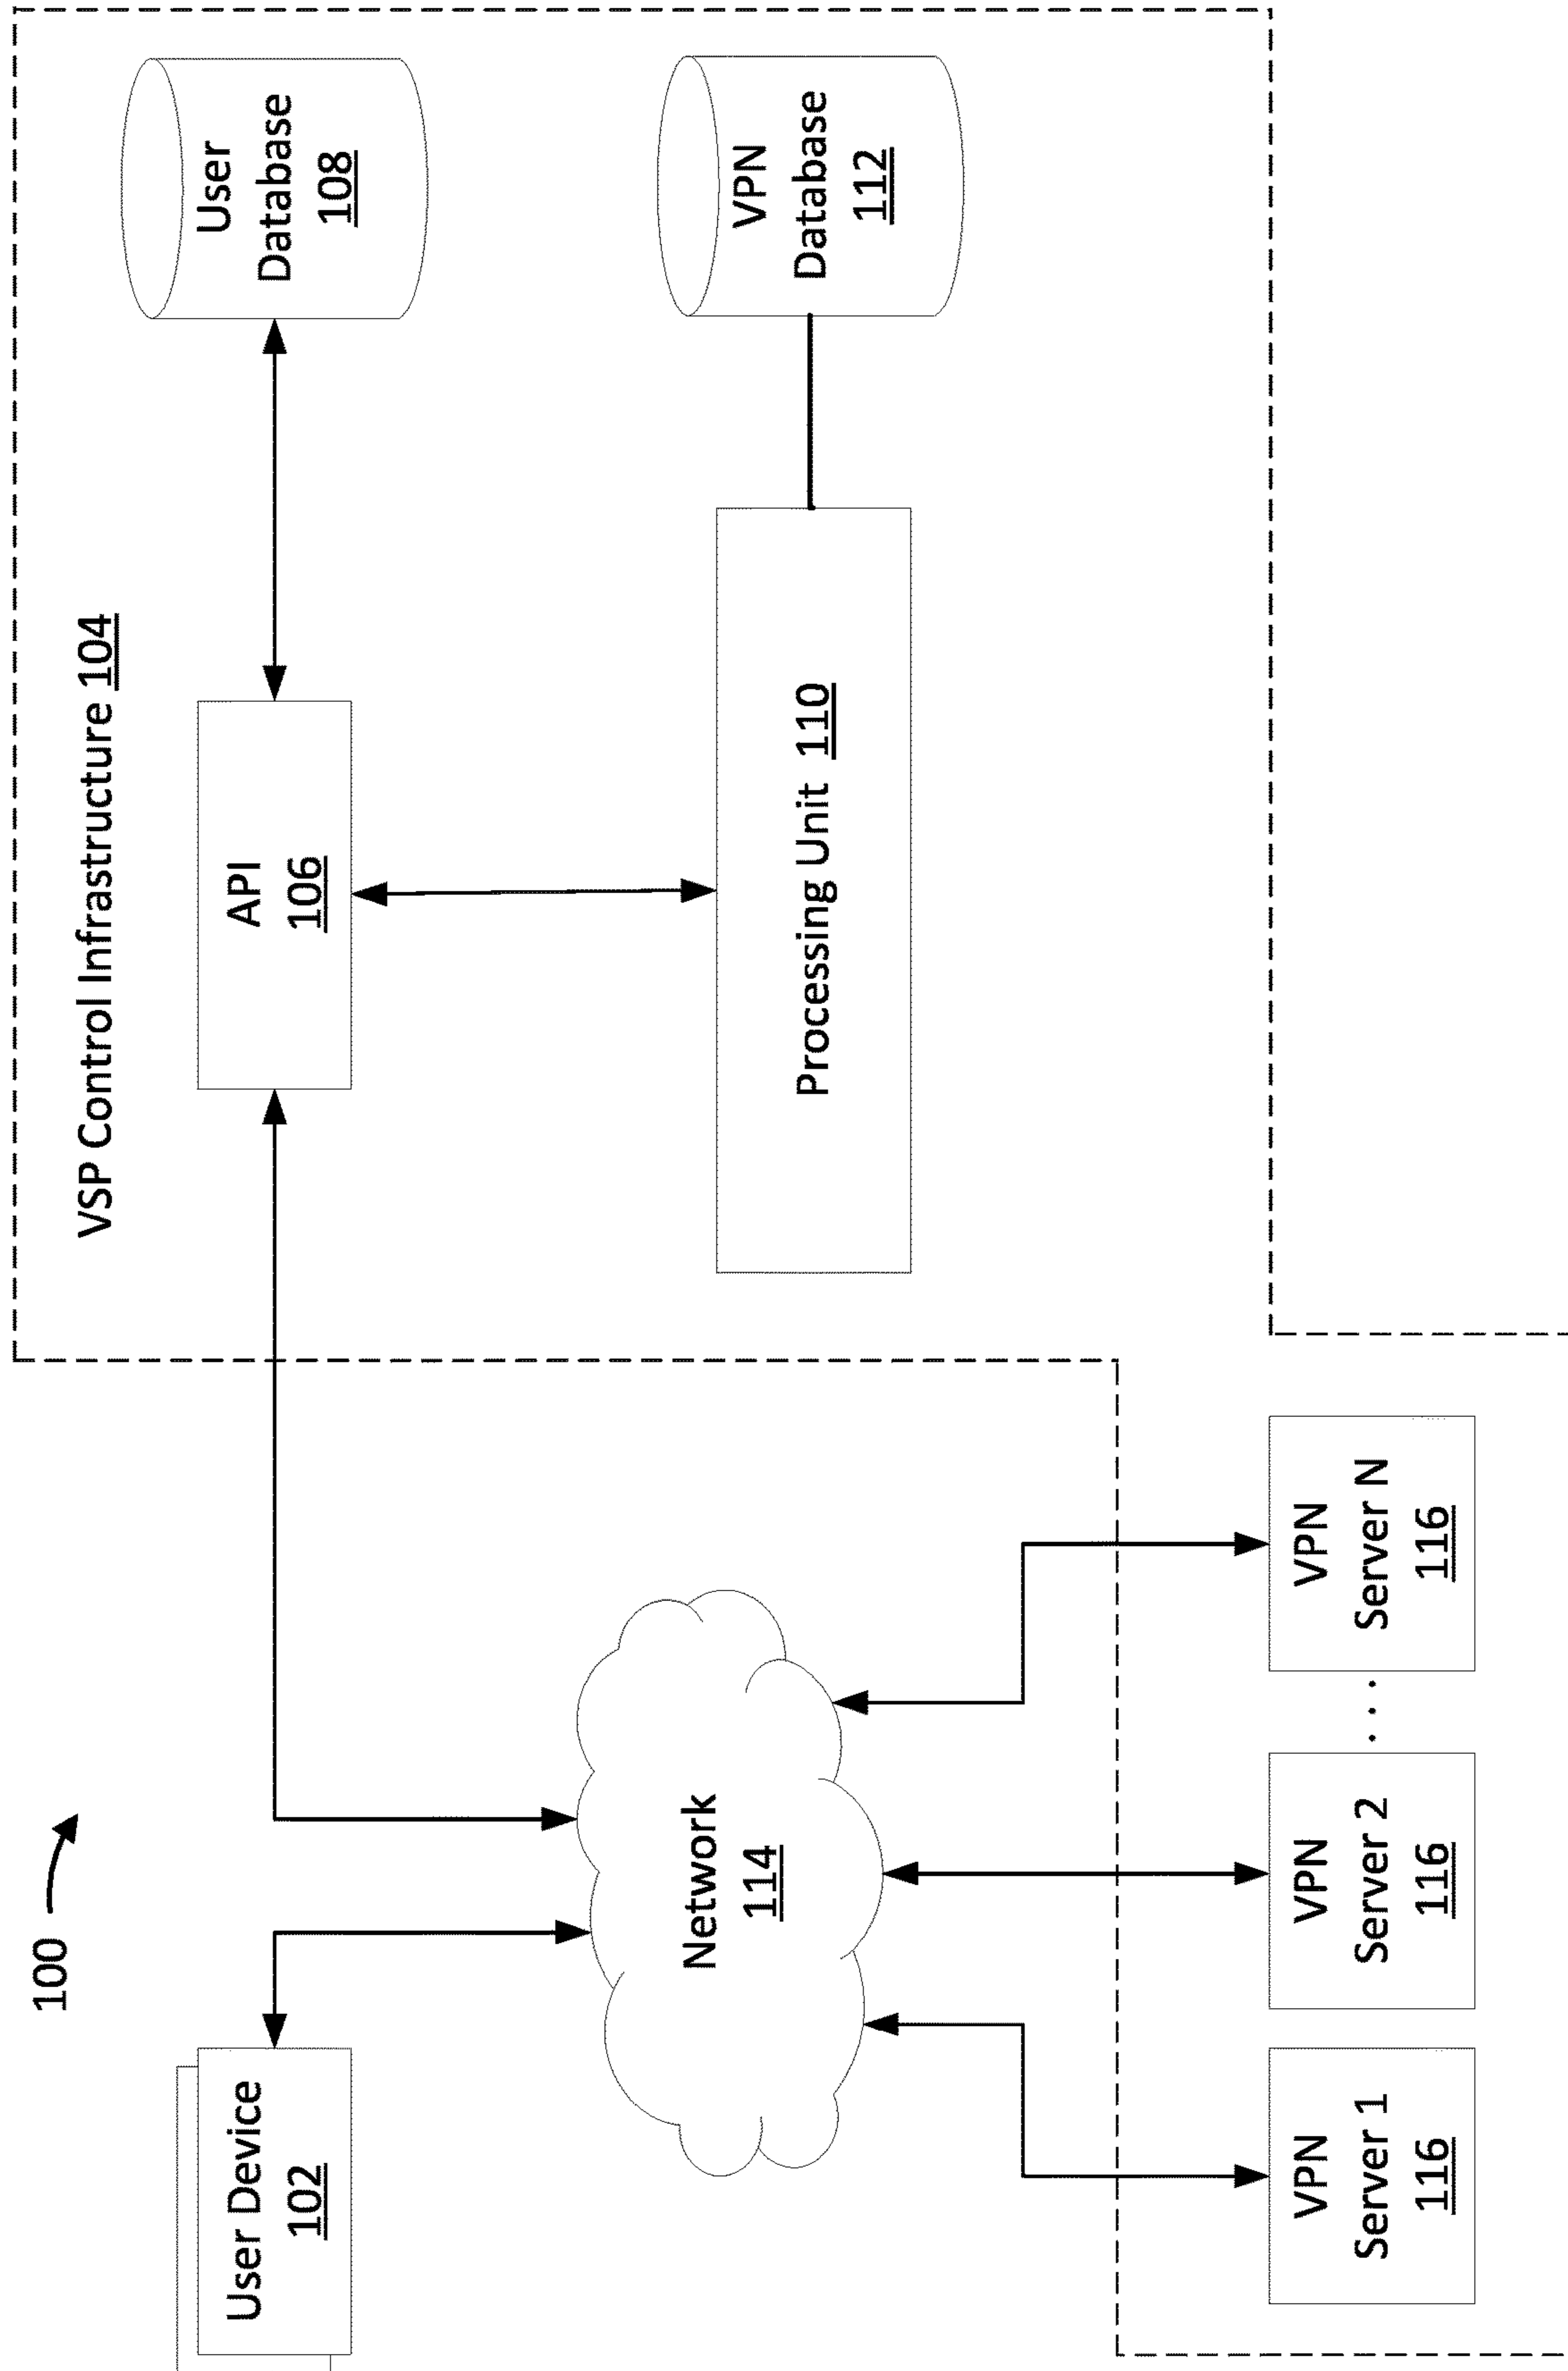 100
VSP Control Infrastructure 104
User Device
102
API
106
User
Database
108
Network
114
Processing Unit 110
VPN
Database
112
VPN
Server 1
116
VPN
Server 2
116
. . .
VPN
Server N
116